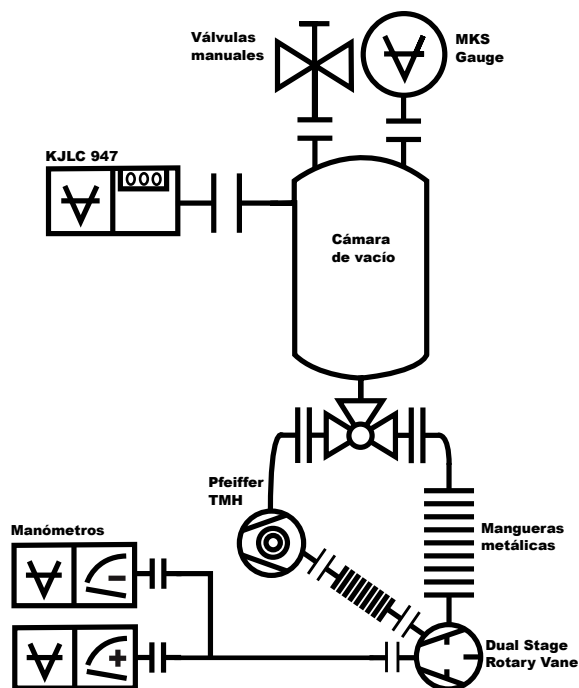 Válvulas
manuales
MKS
Gauge
KJLC 947
000
Cámara
de vacío
Pfeiffer
TMH
Manómetros
Mangueras
metálicas
-
+
Dual Stage
Rotary Vane